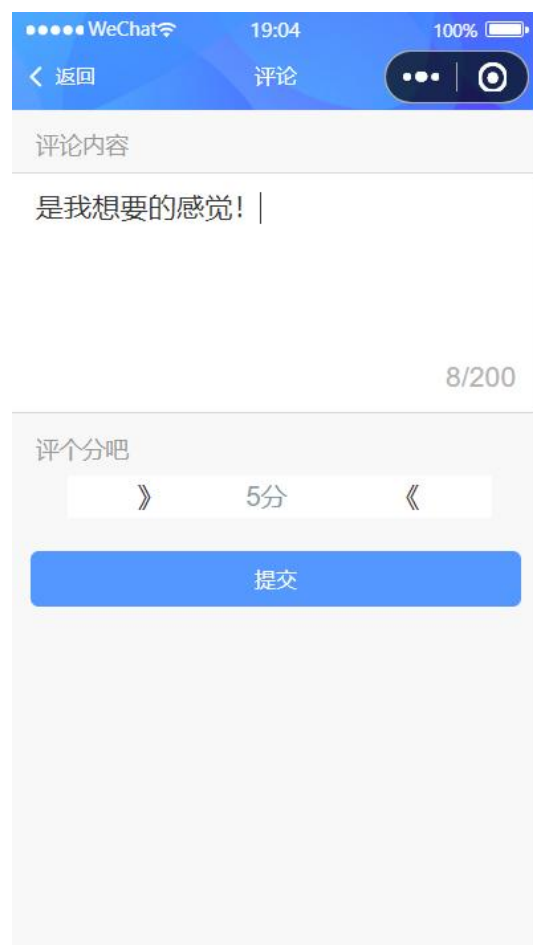 WeChat 19:04 100%
返回 评论
评论内容
是我想要的感觉！
8/200
评个分吧
》 5分 《
提交